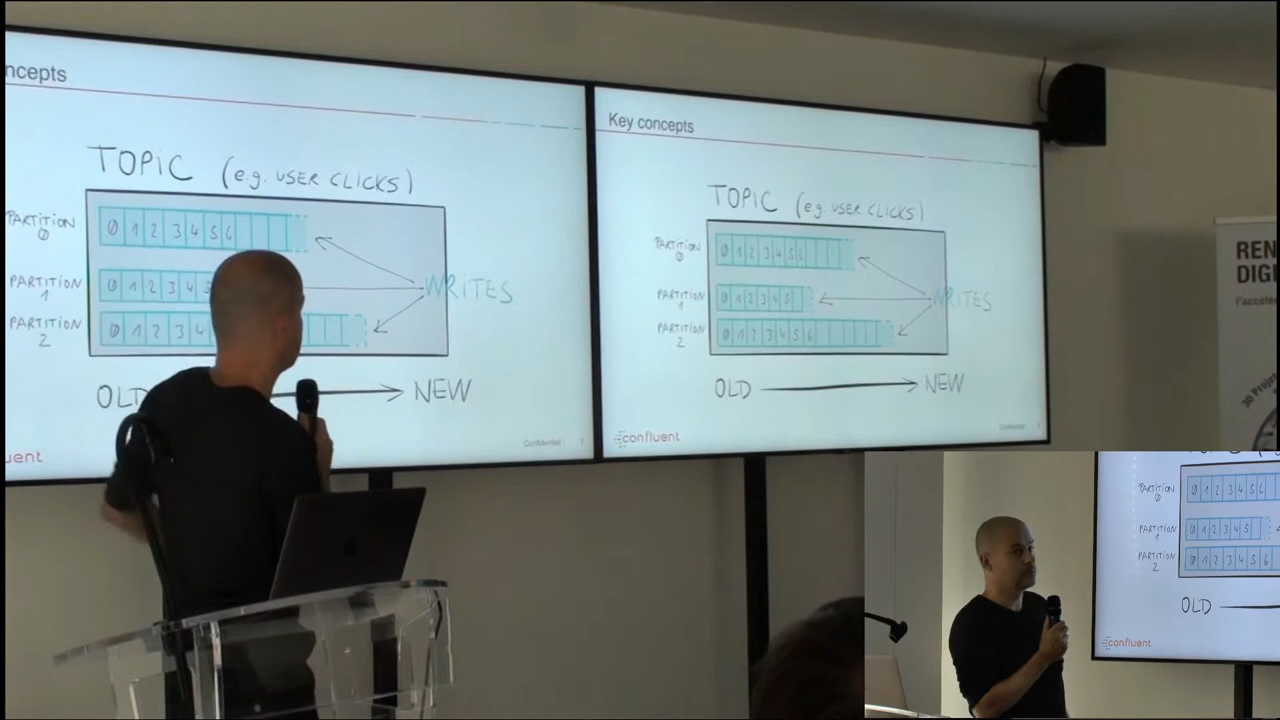 ncepts
TOPIC (e.g. USER CLICKS)
PARTITION
0
0 1 2 3 4 5 6
PARTITION
1
0 1 2 3 4 5
WRITES
PARTITION
2
0 1 2 3 4
OLD
NEW
uent
Confidential
Key concepts
TOPIC (e.g. USER CLICKS)
PARTITION
0
0 1 2 3 4 5 6
PARTITION
1
0 1 2 3 4 5
WRITES
PARTITION
2
0 1 2 3 4 5 6
OLD
NEW
confluent
Confidential
REN
DIGI
PARTITION
0
0 1 2 3 4 5 6
PARTITION
1
0 1 2 3 4 5
PARTITION
2
0 1 2 3 4 5 6
OLD
confluent